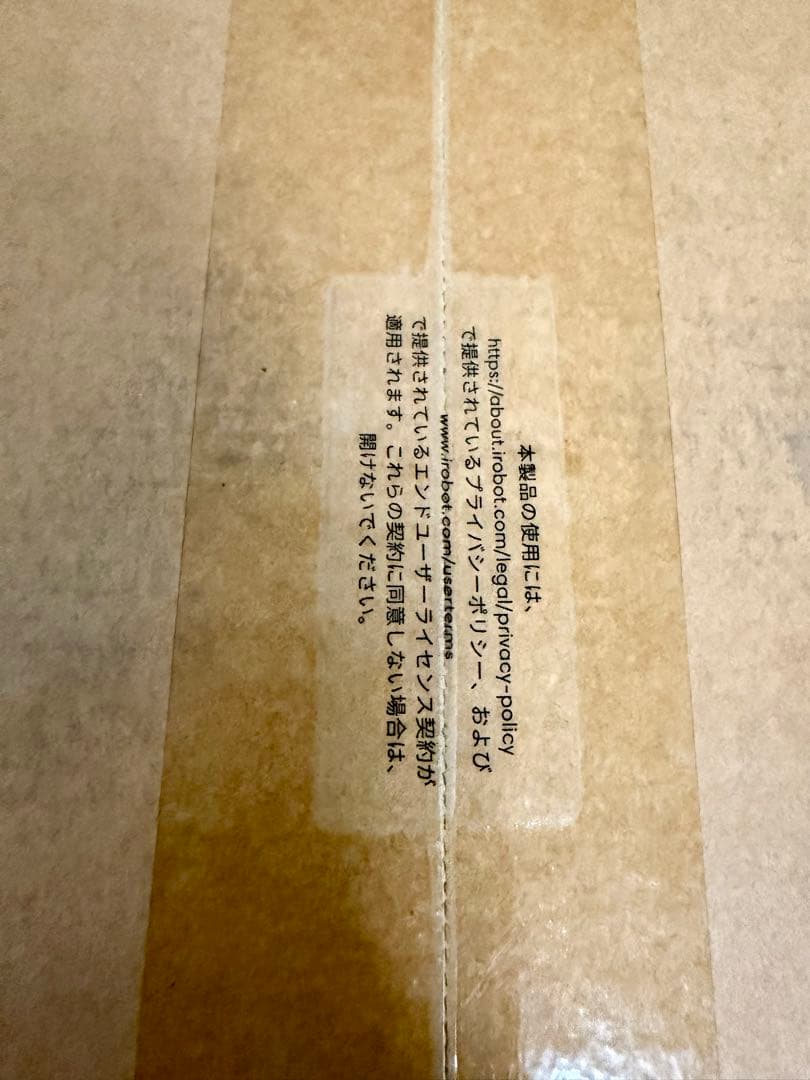 本製品の使用には、
https://about.irobot.com/legal/privacy-policy
で提供されているプライバシーポリシー、および
www.irobot.com/userterms
で提供されているエンドユーザーライセンス契約が
適用されます。これらの契約に同意しない場合は、
開けないでください。